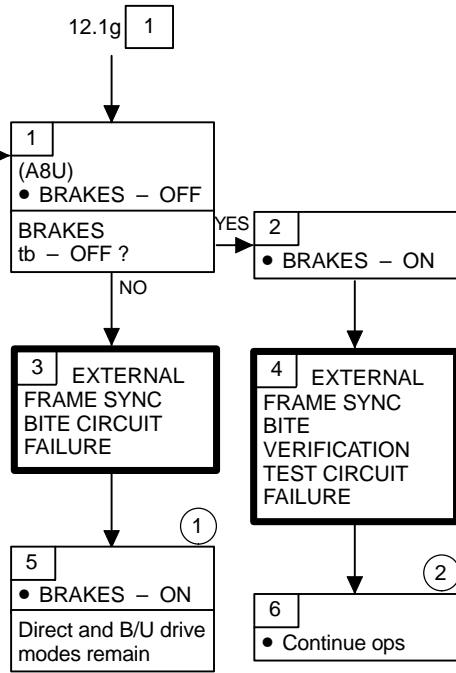 12.1g 1
1
(A8U)
• BRAKES – OFF
BRAKES
tb – OFF ?
YES
NO
2
• BRAKES – ON
3
EXTERNAL
FRAME SYNC
BITE CIRCUIT
FAILURE
4
EXTERNAL
FRAME SYNC
BITE
VERIFICATION
TEST CIRCUIT
FAILURE
1
5
• BRAKES – ON
Direct and B/U drive
modes remain
2
6
• Continue ops